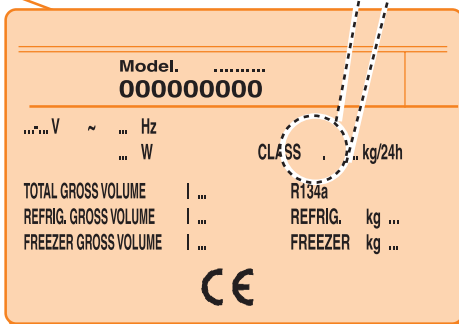 Model. ..........
000000000
...-... V ~ ... Hz
... W CLASS . . .. kg/24h
TOTAL GROSS VOLUME l ... R134a
REFRIG. GROSS VOLUME l ... REFRIG. kg ...
FREEZER GROSS VOLUME l ... FREEZER kg ...
CE